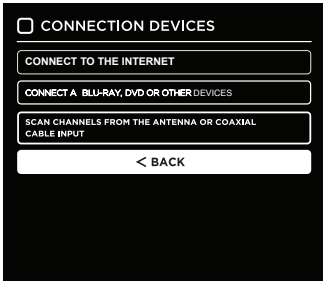 CONNECTION DEVICES
CONNECT TO THE INTERNET
CONNECT A BLU-RAY, DVD OR OTHER DEVICES
SCAN CHANNELS FROM THE ANTENNA OR COAXIAL
CABLE INPUT
< BACK